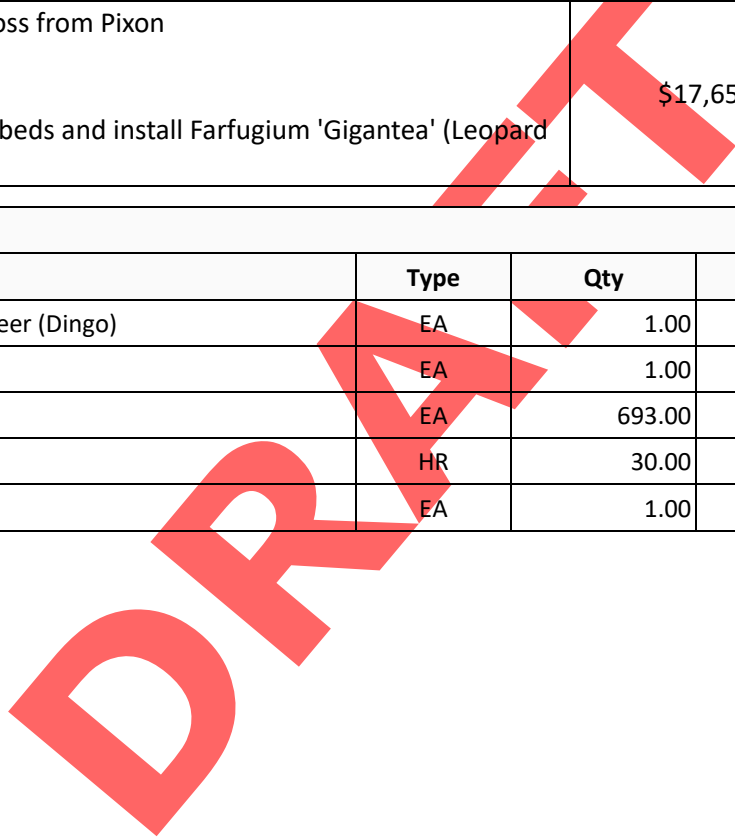 oss from Pixon
$17,65
beds and install Farfugium 'Gigantea' (Leopard
Type Qty
eer (Dingo) EA 1.00
EA 1.00
EA 693.00
HR 30.00
EA 1.00
DRAFT